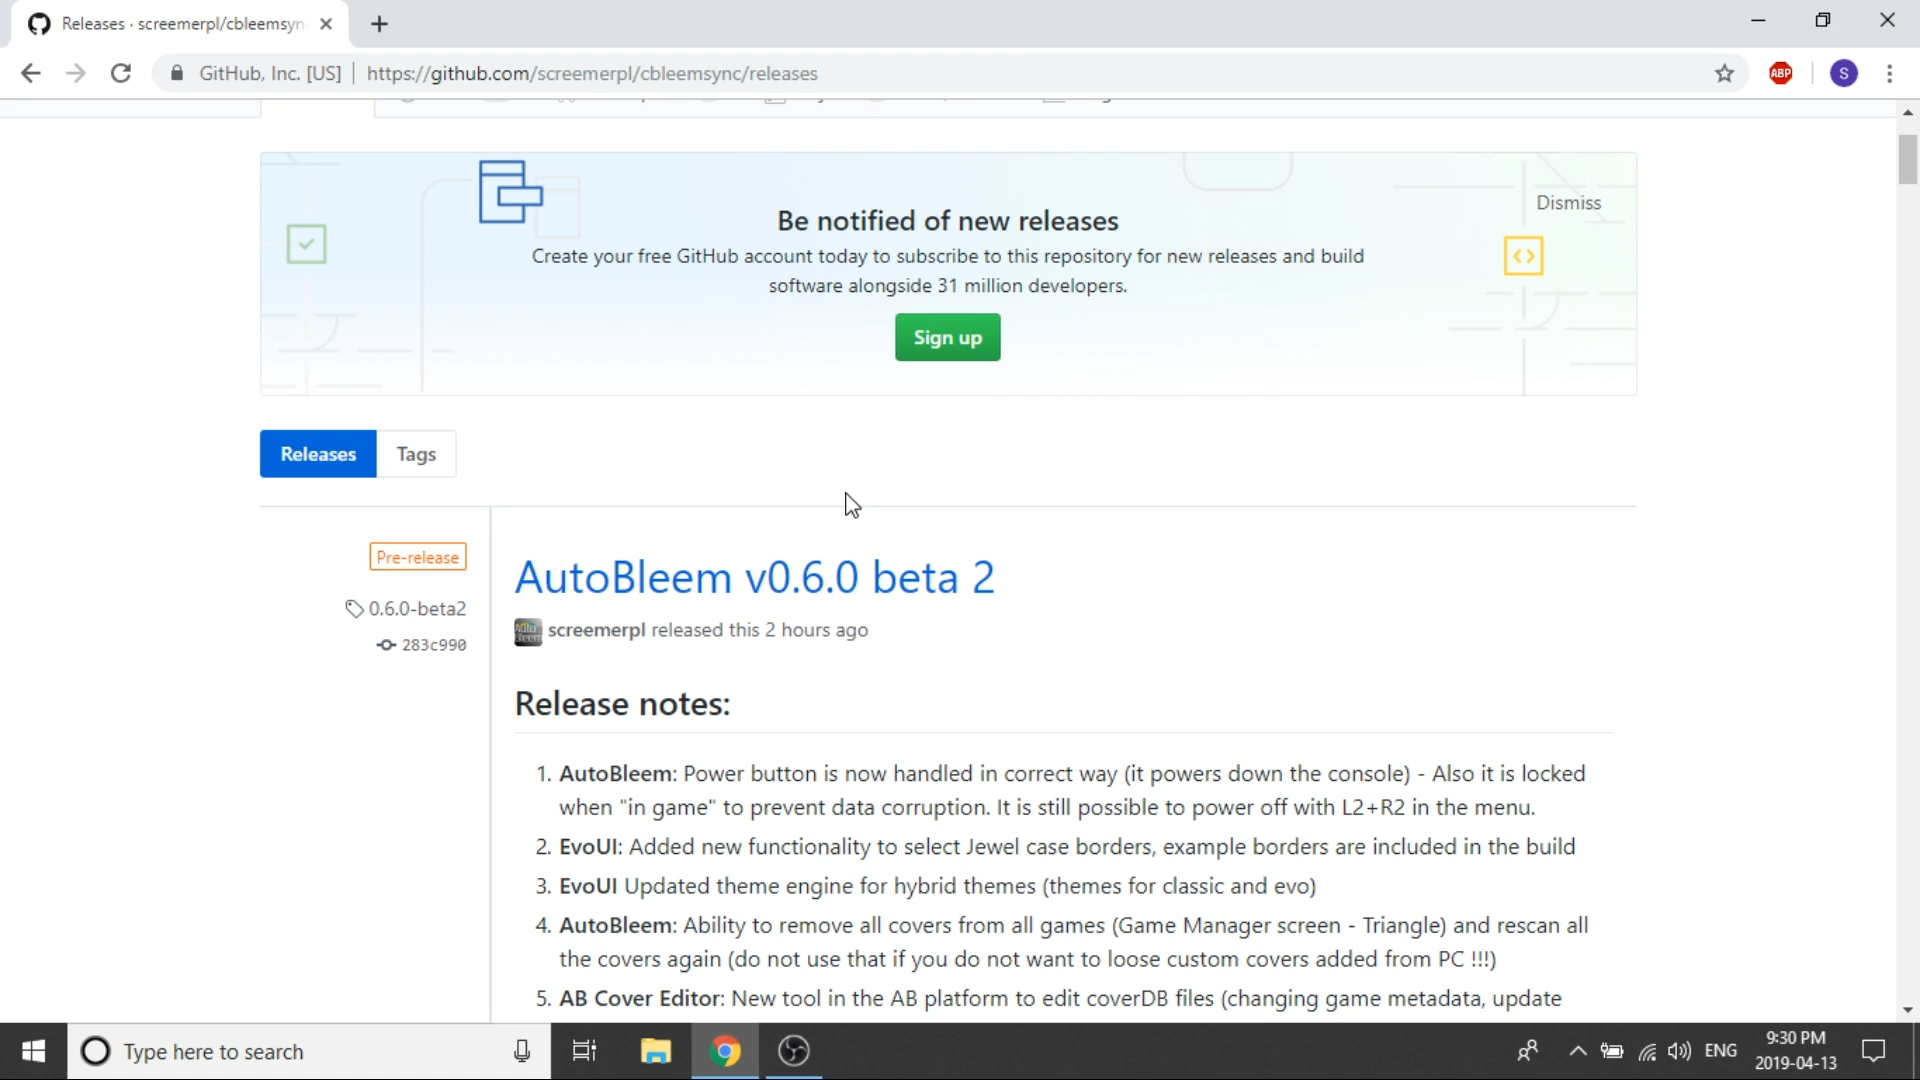 Releases · screemerpl/cbleemsyn
GitHub, Inc. [US]
https://github.com/screemerpl/cbleemsync/releases
ABP
S
Be notified of new releases
Dismiss
Create your free GitHub account today to subscribe to this repository for new releases and build
software alongside 31 million developers.
Sign up
Releases
Tags
Pre-release
AutoBleem v0.6.0 beta 2
0.6.0-beta2
screemerpl released this 2 hours ago
283c990
Release notes:
1. AutoBleem: Power button is now handled in correct way (it powers down the console) - Also it is locked
when "in game" to prevent data corruption. It is still possible to power off with L2+R2 in the menu.
2. EvoUI: Added new functionality to select Jewel case borders, example borders are included in the build
3. EvoUI Updated theme engine for hybrid themes (themes for classic and evo)
4. AutoBleem: Ability to remove all covers from all games (Game Manager screen - Triangle) and rescan all
the covers again (do not use that if you do not want to loose custom covers added from PC !!!)
5. AB Cover Editor: New tool in the AB platform to edit coverDB files (changing game metadata, update
Type here to search
ENG
9:30 PM
2019-04-13